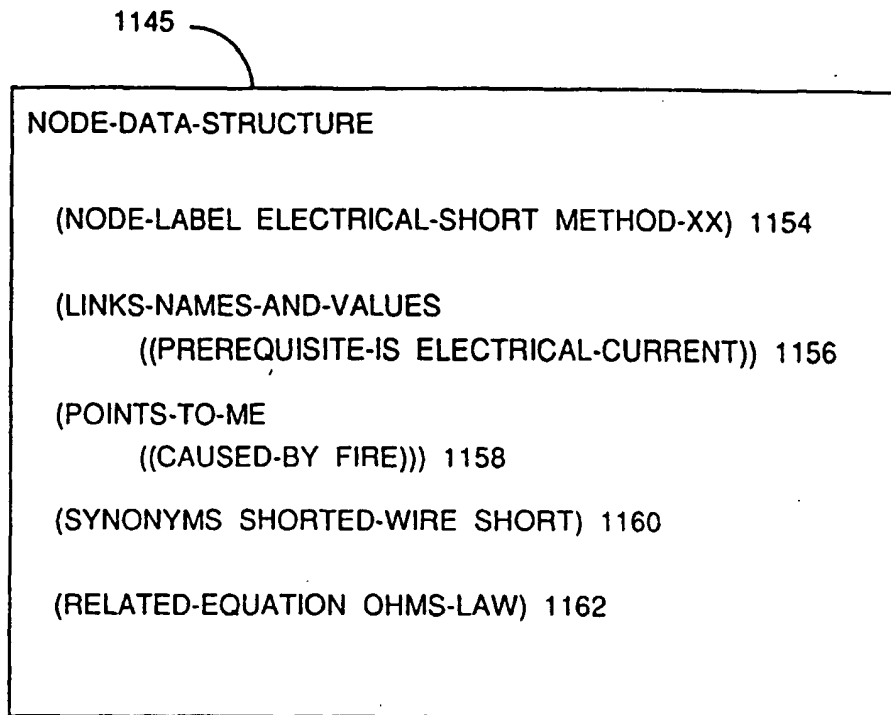 1145
NODE-DATA-STRUCTURE
(NODE-LABEL ELECTRICAL-SHORT METHOD-XX) 1154
(LINKS-NAMES-AND-VALUES
((PREREQUISITE-IS ELECTRICAL-CURRENT)) 1156
(POINTS-TO-ME
((CAUSED-BY FIRE))) 1158
(SYNONYMS SHORTED-WIRE SHORT) 1160
(RELATED-EQUATION OHMS-LAW) 1162